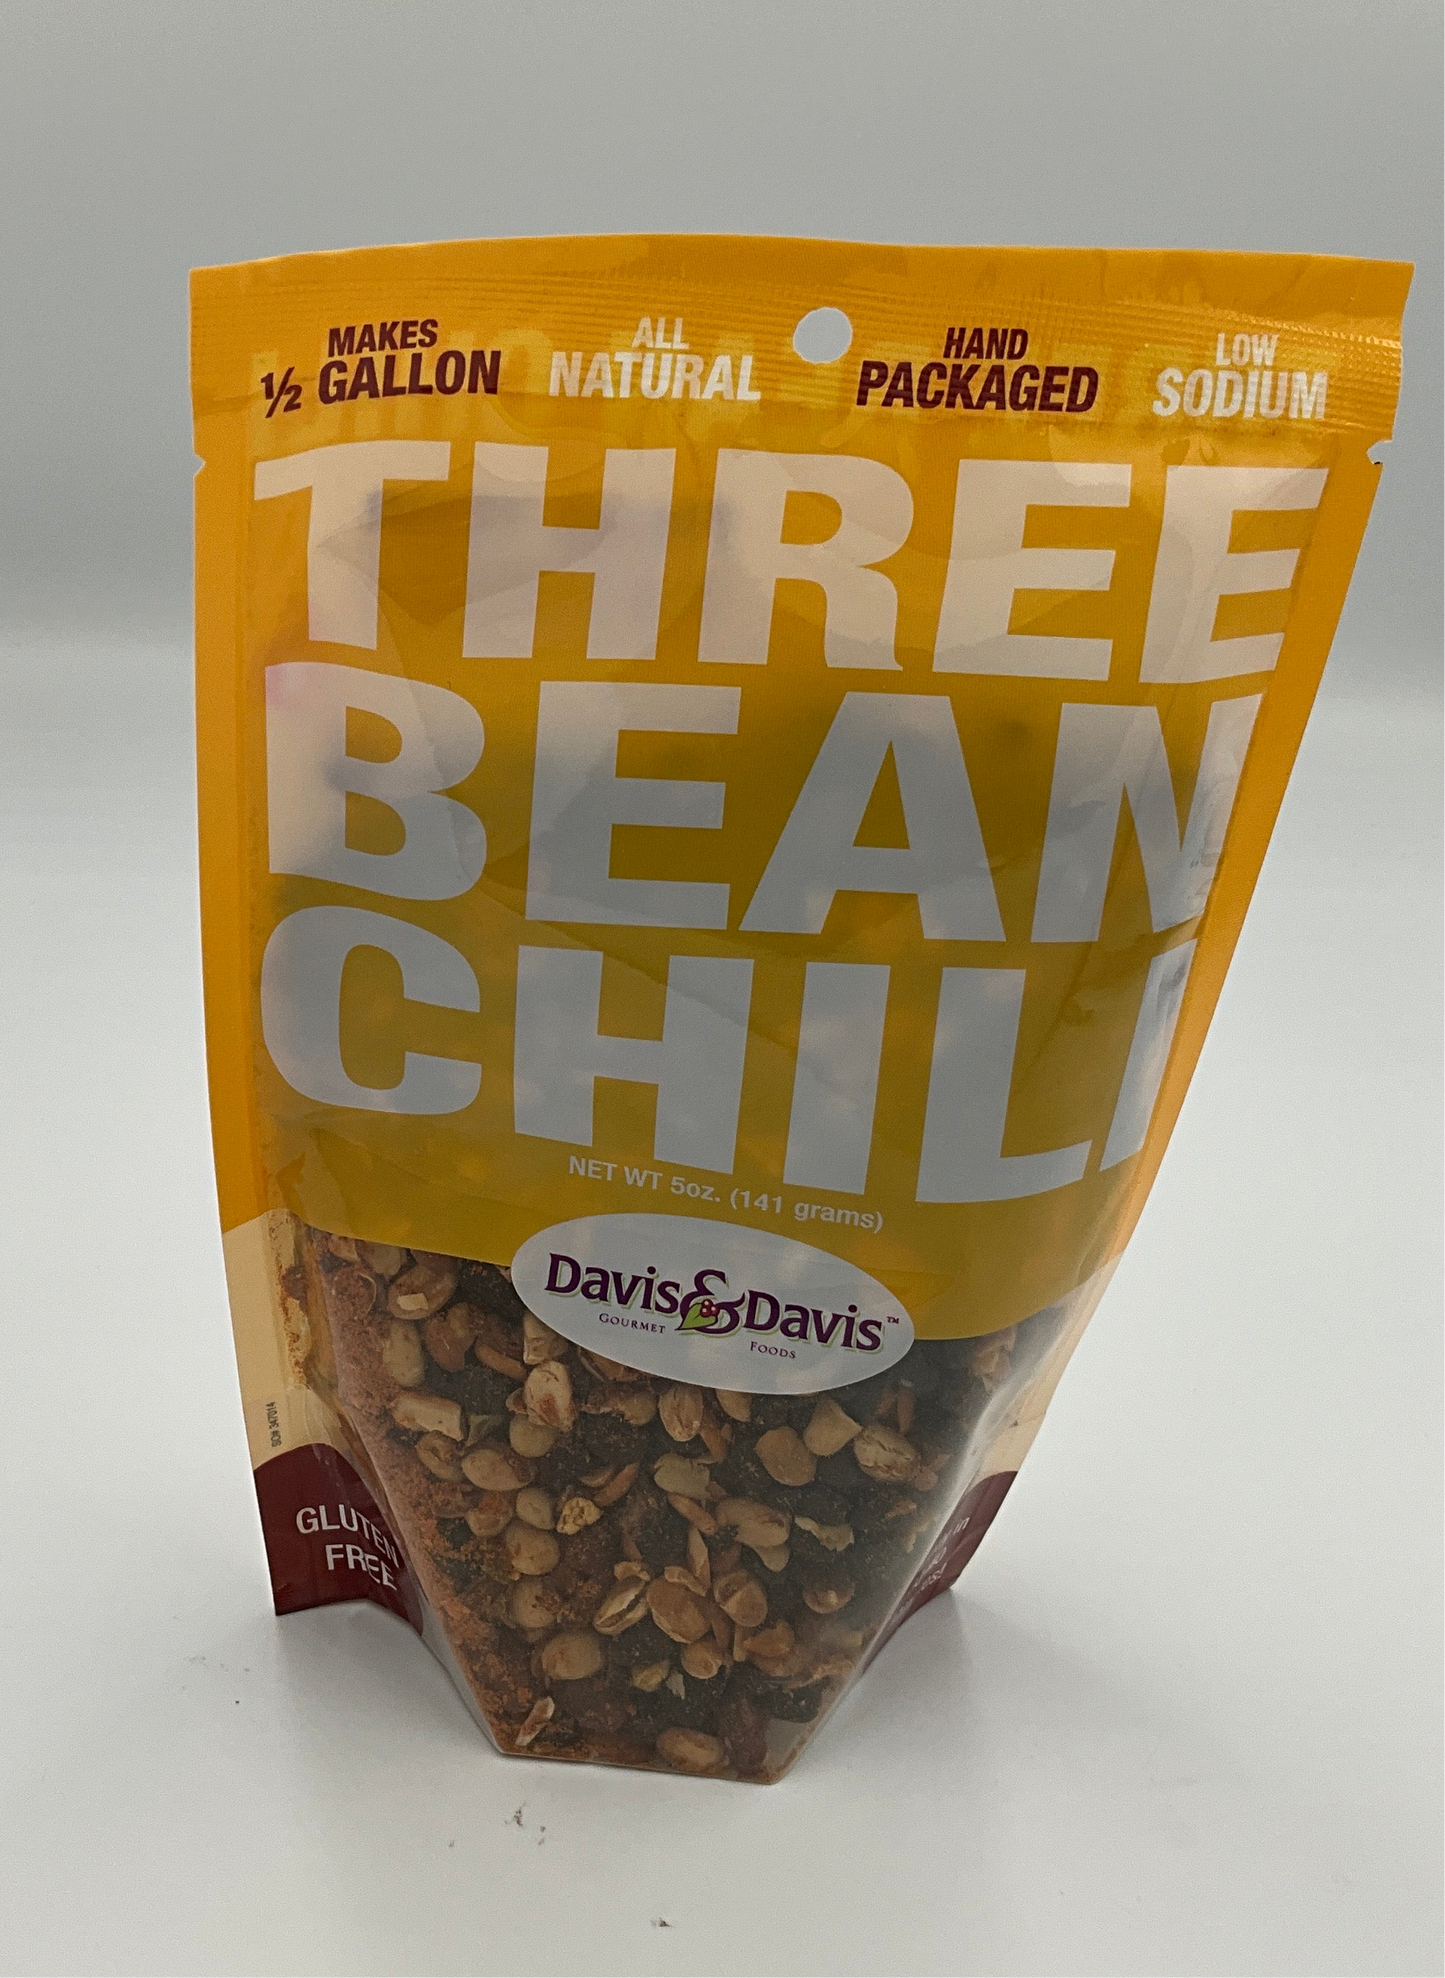 MAKES
½ GALLON
ALL
NATURAL
HAND
PACKAGED
LOW
SODIUM
THREE
BEAN
CHILI
NET WT 5oz. (141 grams)
Davis&Davis™
GOURMET
FOODS
GLUTEN
FREE
in